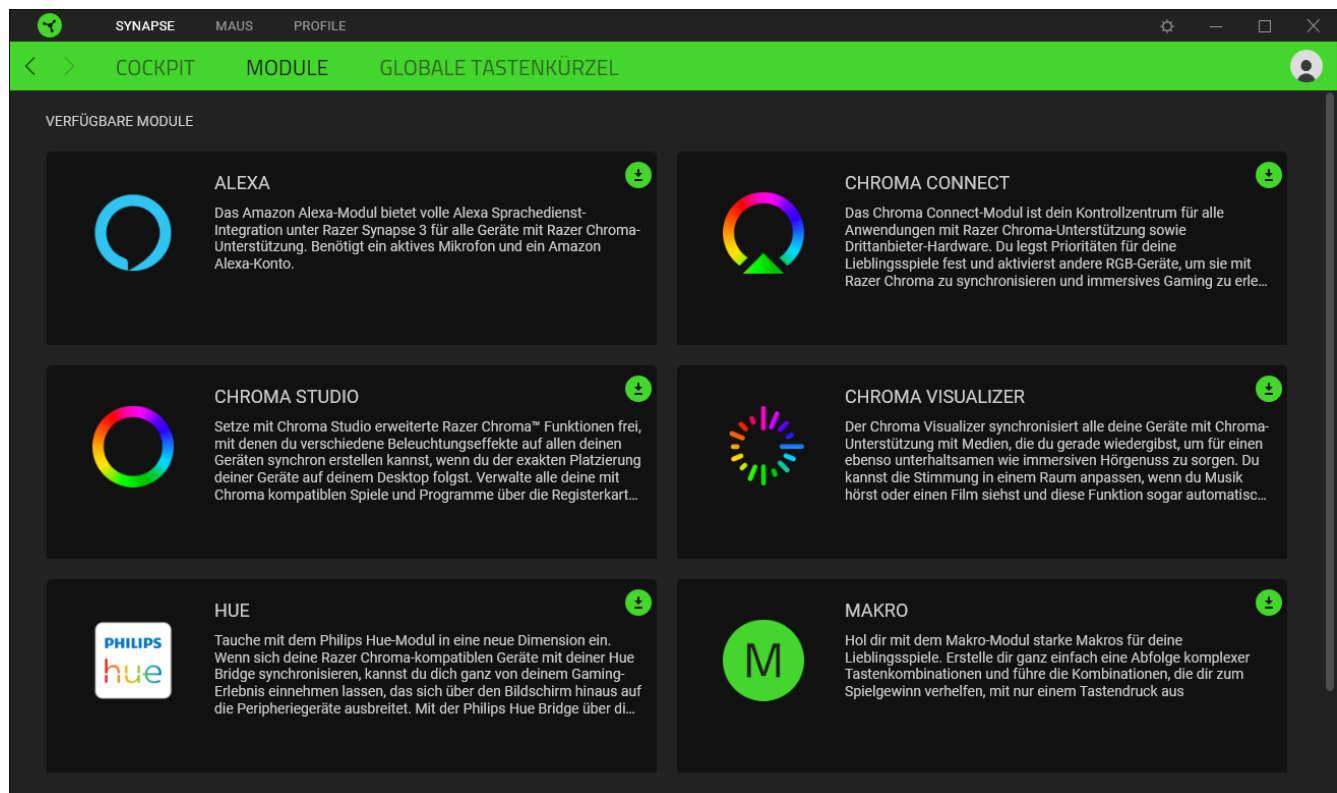 SYNAPSE MAUS PROFILE
COCKPIT MODULE GLOBALE TASTENKÜRZEL
VERFÜGBARE MODULE
ALEXA
Das Amazon Alexa-Modul bietet volle Alexa Sprachedienst-
Integration unter Razer Synapse 3 für alle Geräte mit Razer Chroma-
Unterstützung. Benötigt ein aktives Mikrofon und ein Amazon
Alexa-Konto.
CHROMA CONNECT
Das Chroma Connect-Modul ist dein Kontrollzentrum für alle
Anwendungen mit Razer Chroma-Unterstützung sowie
Drittanbieter-Hardware. Du legst Prioritäten für deine
Lieblingsspiele fest und aktivierst andere RGB-Geräte, um sie mit
Razer Chroma zu synchronisieren und immersives Gaming zu erle...
CHROMA STUDIO
Setze mit Chroma Studio erweiterte Razer Chroma™ Funktionen frei,
mit denen du verschiedene Beleuchtungseffekte auf allen deinen
Geräten synchron erstellen kannst, wenn du der exakten Platzierung
deiner Geräte auf deinem Desktop folgst. Verwalte alle deine mit
Chroma kompatiblen Spiele und Programme über die Registerkart...
CHROMA VISUALIZER
Der Chroma Visualizer synchronisiert alle deine Geräte mit Chroma-
Unterstützung mit Medien, die du gerade wiedergibst, um für einen
ebenso unterhaltsamen wie immersiven Hörgenuss zu sorgen. Du
kannst die Stimmung in einem Raum anpassen, wenn du Musik
hörst oder einen Film siehst und diese Funktion sogar automatisc...
PHILIPS
hue
HUE
Tauche mit dem Philips Hue-Modul in eine neue Dimension ein.
Wenn sich deine Razer Chroma-kompatiblen Geräte mit deiner Hue
Bridge synchronisieren, kannst du dich ganz von deinem Gaming-
Erlebnis einnehmen lassen, das sich über den Bildschirm hinaus auf
die Peripheriegeräte ausbreitet. Mit der Philips Hue Bridge über di...
M
MAKRO
Hol dir mit dem Makro-Modul starke Makros für deine
Lieblingsspiele. Erstelle dir ganz einfach eine Abfolge komplexer
Tastenkombinationen und führe die Kombinationen, die dir zum
Spielgewinn verhelfen, mit nur einem Tastendruck aus